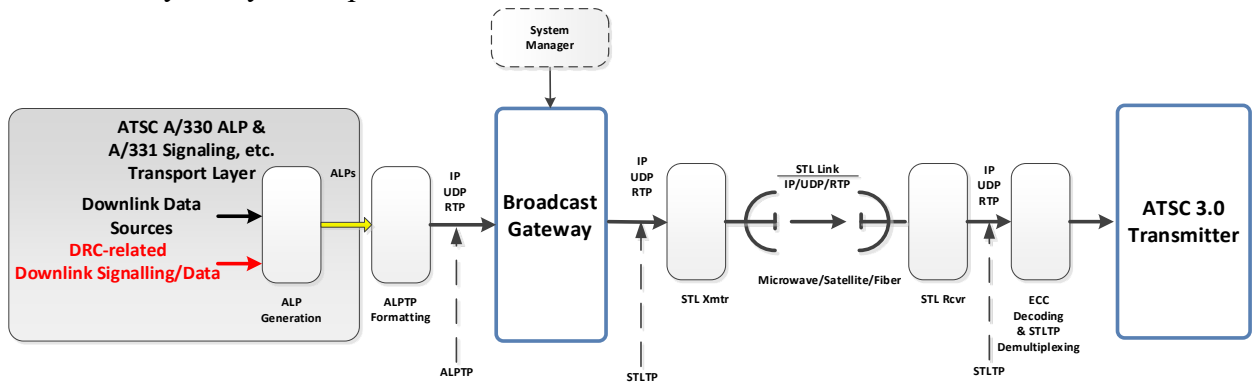 System
Manager
ATSC A/330 ALP &
A/331 Signaling, etc.
Transport Layer
ALPs
Downlink Data
Sources
DRC-related
Downlink Signalling/Data
ALP
Generation
ALPTP
Formatting
IP
UDP
RTP
ALPTP
Broadcast
Gateway
IP
UDP
RTP
STLTP
STL Xmtr
STL Link
IP/UDP/RTP
Microwave/Satellite/Fiber
STL Rcvr
IP
UDP
RTP
STLTP
ECC
Decoding
& STLTP
Demultiplexing
ATSC 3.0
Transmitter